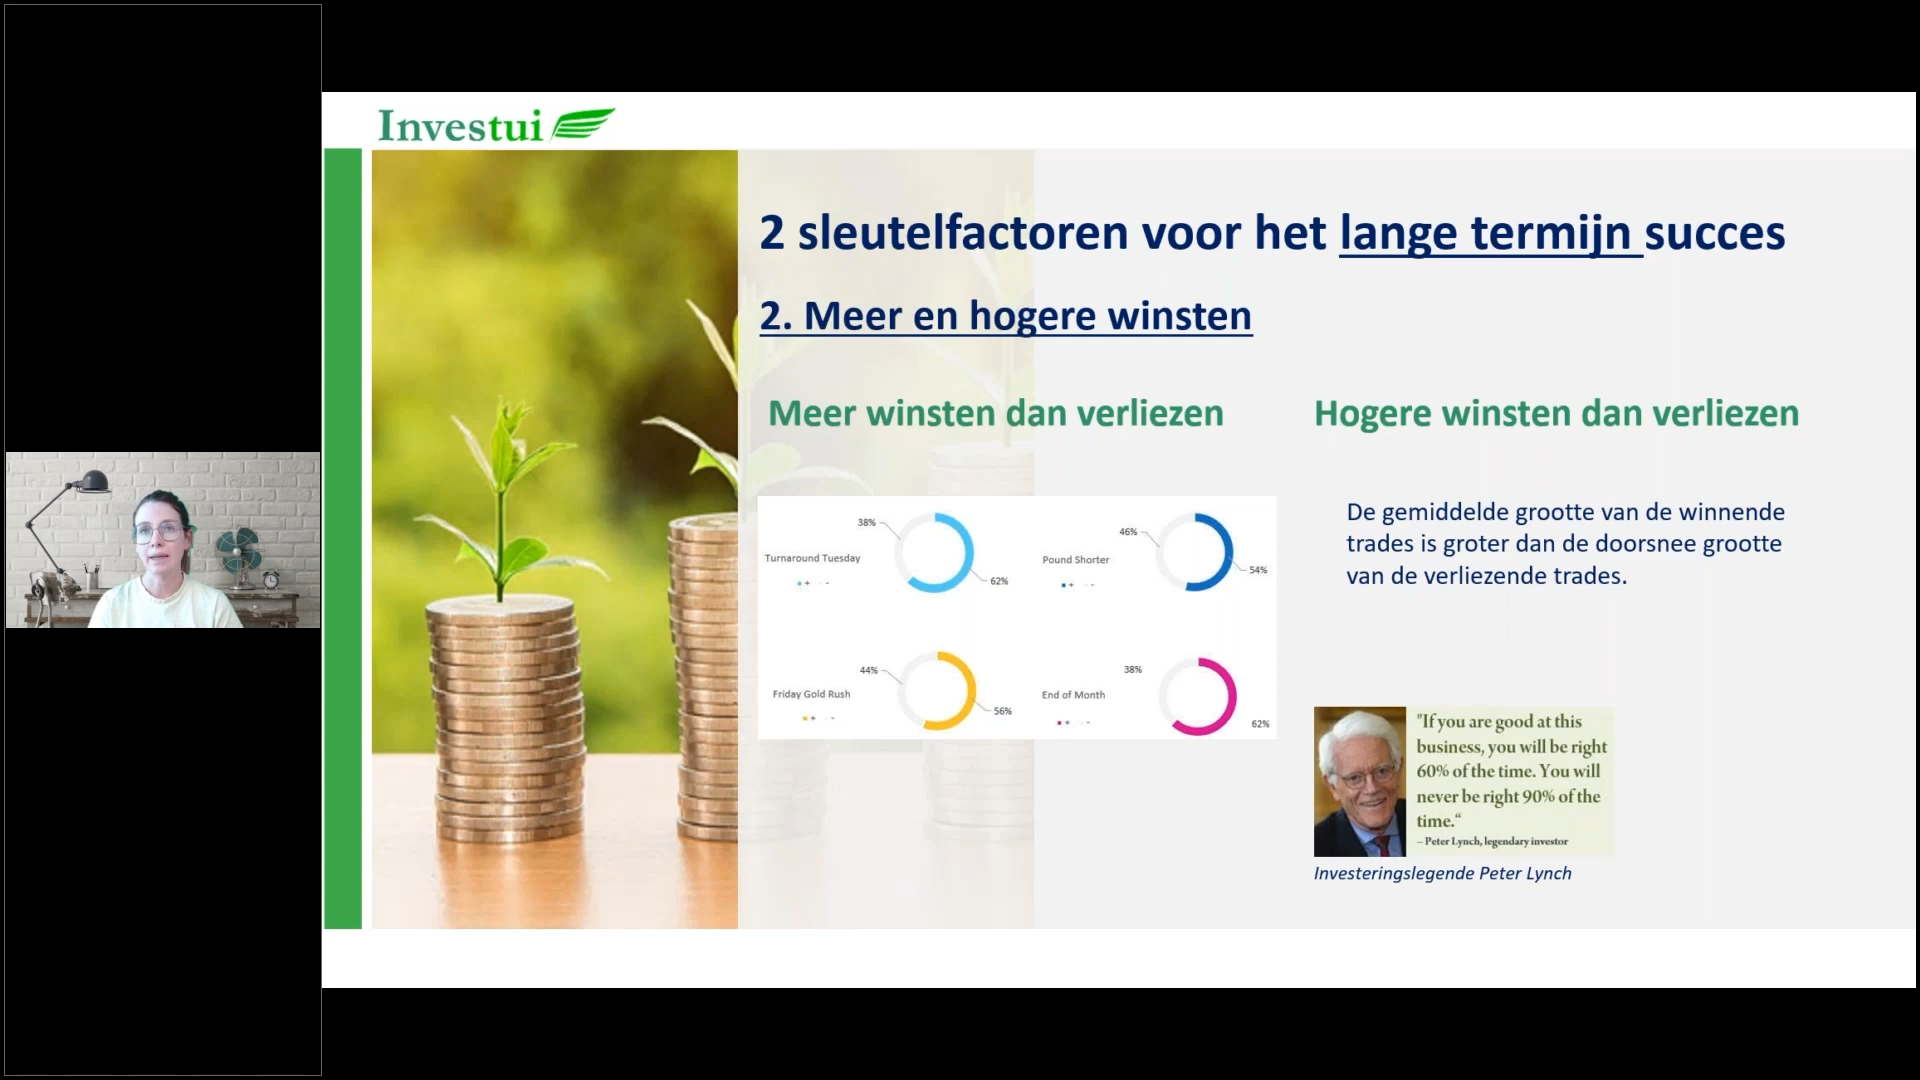 Investui
2 sleutelfactoren voor het lange termijn succes
2. Meer en hogere winsten
Meer winsten dan verliezen
Hogere winsten dan verliezen
38%
Turnaround Tuesday
+ -
62%
46%
Pound Shorter
+ -
54%
44%
Friday Gold Rush
+ -
56%
38%
End of Month
+ -
62%
De gemiddelde grootte van de winnende
trades is groter dan de doorsnee grootte
van de verliezende trades.
"If you are good at this
business, you will be right
60% of the time. You will
never be right 90% of the
time.“
– Peter Lynch, legendary investor
Investeringslegende Peter Lynch